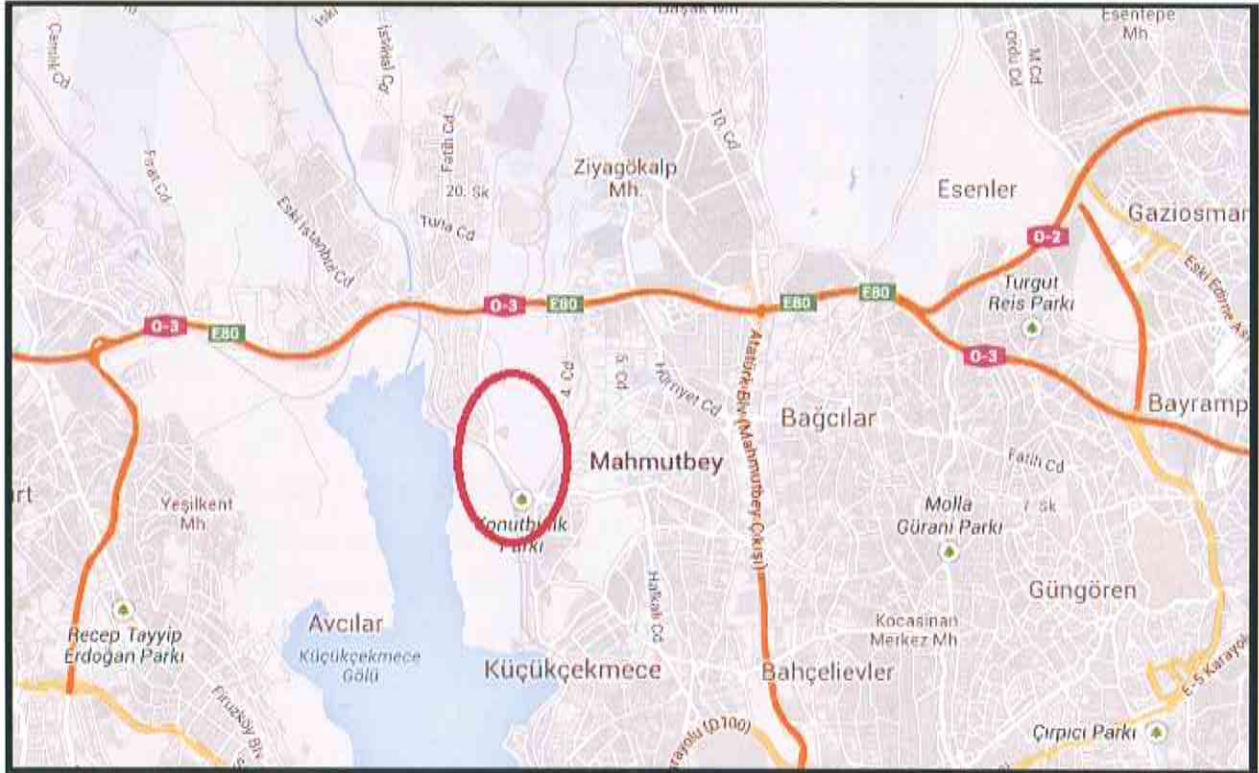 Çamlık Cd
İstiklal Cd
Başak Mh.
Esentepe
Mh.
Ordu Cd
Fırat Cd
Eski İstanbul Cd
Fatih Cd
20. Sk
Turla Cd
Ziyagökalp
Mh.
10. Cd
Esenler
Gaziosmar
Eski Edirne As
O-2
Turgut
Reis Parkı
O-3
E80
O-3
E80
E80
E80
O-3
4. Cd
5. Cd
Hürriyet Cd
Atatürk Blv (Mahmutbey Çıkışı)
Bağcılar
Bayramp
Fatih Cd
Mahmutbey
Yeşilkent
Mh
Konutbirlik
Parkı
Molla
Gürani Parkı
7. Sk
Güngören
Halkalı Cd
Recep Tayyip
Erdoğan Parkı
Avcılar
Küçükçekmece
Gölü
Küçükçekmece
Kocasinan
Merkez Mh
Bahçelievler
E-5 Karayolu
Firuzköy Blv
arayolu (D100)
Çırpıcı Parkı